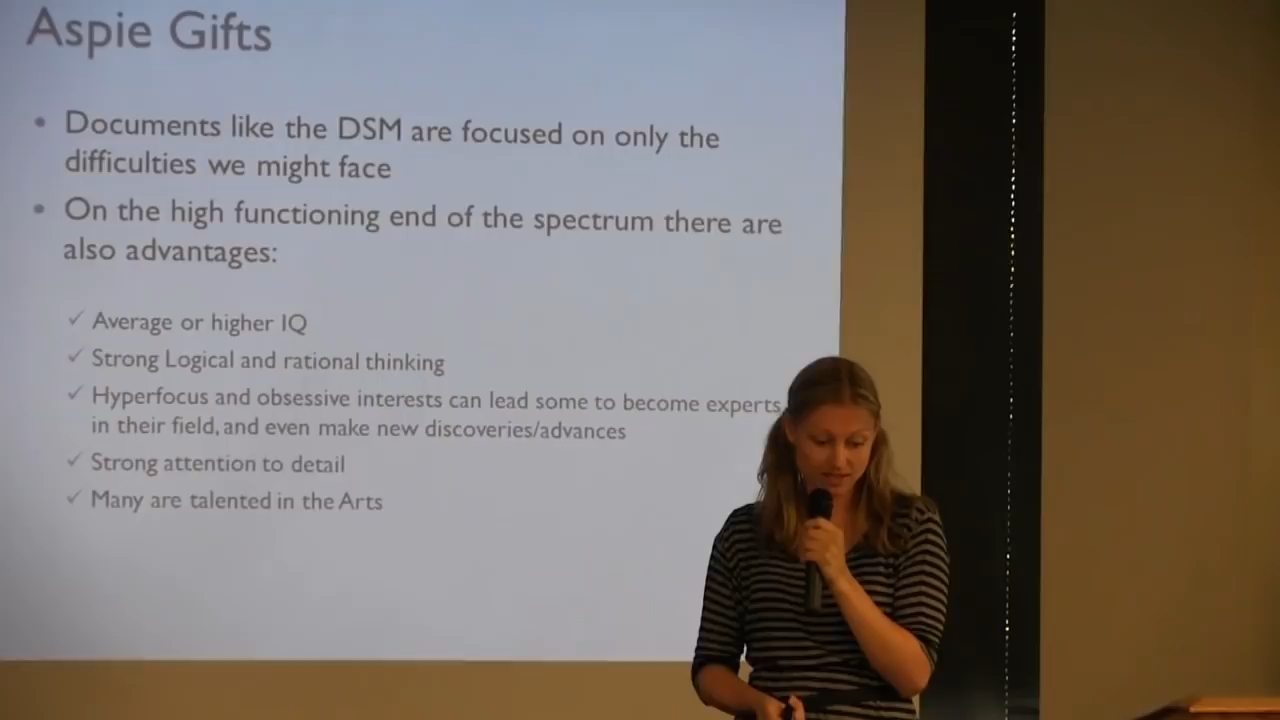 Aspie Gifts
• Documents like the DSM are focused on only the
difficulties we might face
• On the high functioning end of the spectrum there are
also advantages:
✓ Average or higher IQ
✓ Strong Logical and rational thinking
✓ Hyperfocus and obsessive interests can lead some to become experts
in their field, and even make new discoveries/advances
✓ Strong attention to detail
✓ Many are talented in the Arts